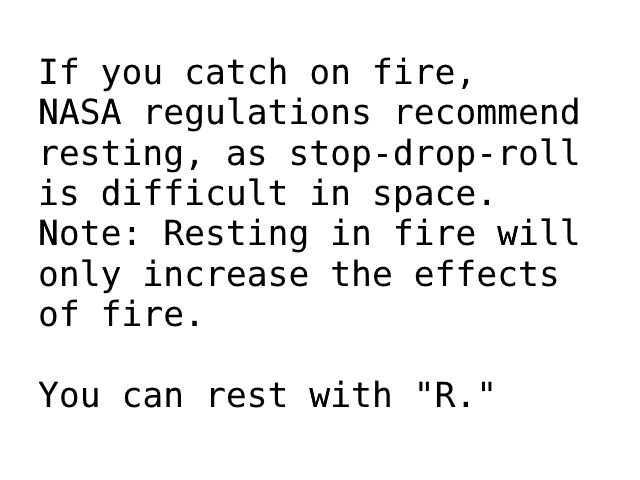 If you catch on fire,
NASA regulations recommend
resting, as stop-drop-roll
is difficult in space.
Note: Resting in fire will
only increase the effects
of fire.

You can rest with "R."